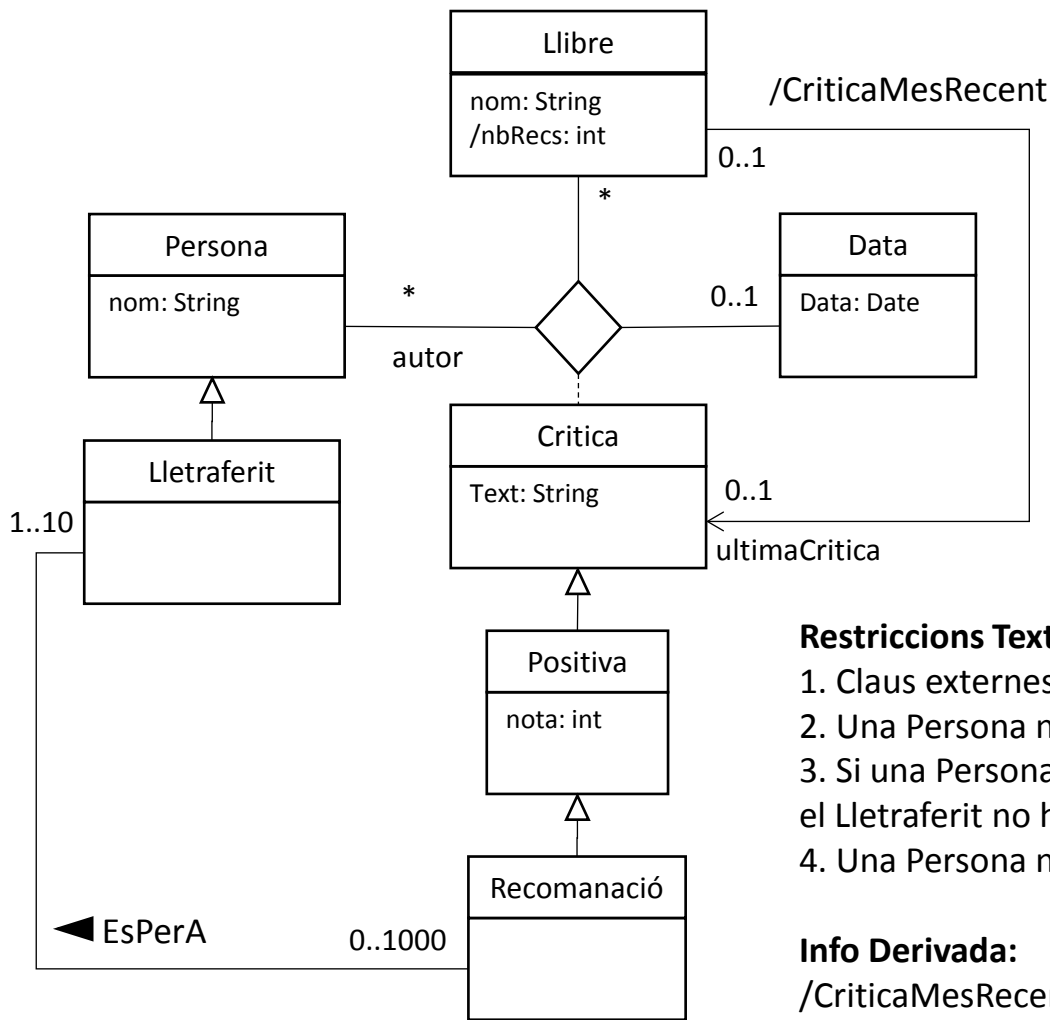 Llibre
nom: String
/nbRecs: int
/CriticaMesRecent
0..1
*
Persona
nom: String
*
autor
0..1
Data
Data: Date
Lletraferit
1..10
Critica
Text: String
0..1
ultimaCritica
Positiva
nota: int
Recomanació
EsPerA
0..1000
Restriccions Text
1. Claus externes
2. Una Persona n
3. Si una Persona
el Lletraferit no h
4. Una Persona n
Info Derivada:
/CriticaMesRecen